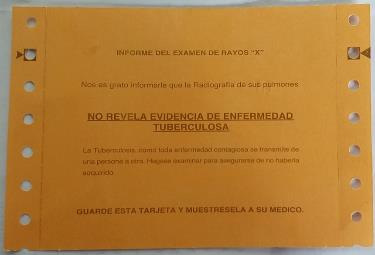 INFORME DEL EXAMEN DE RAYOS "X"
Nos es grato informarle que la Radiografia de sus pulmones
NO REVELA EVIDENCIA DE ENFERMEDAD
TUBERCULOSA
La Tuberculosis, como toda enfermedad contagiosa se transmite de
una persona a otra. Hagase examinar para asegurarse de no haberla
adquirido.
GUARDE ESTA TARJETA Y MUESTRESELA A SU MEDICO.